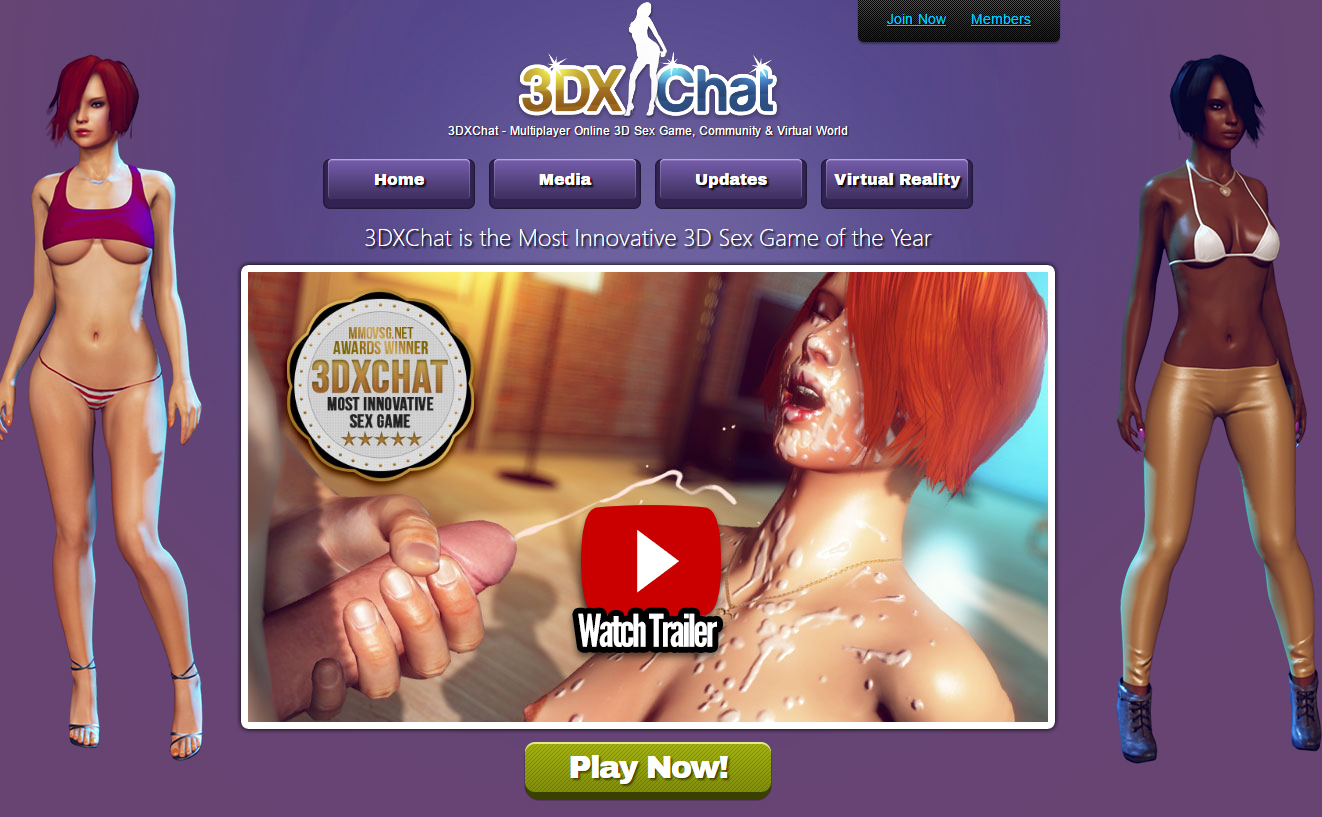 Join Now Members
3DXChat
3DXChat - Multiplayer Online 3D Sex Game, Community & Virtual World
Home Media Updates Virtual Reality
3DXChat is the Most Innovative 3D Sex Game of the Year
MMOVSG.NET
AWARDS WINNER
3DXCHAT
MOST INNOVATIVE
SEX GAME
Watch Trailer
Play Now!